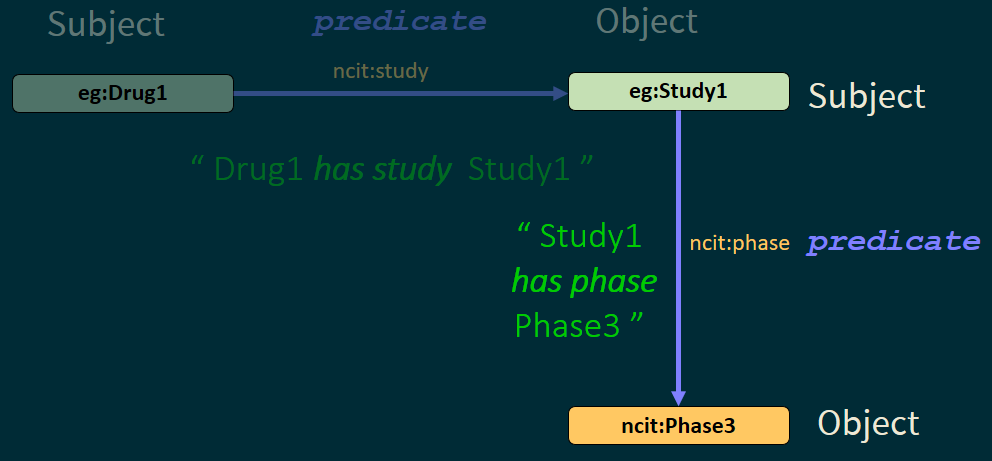 Subject
predicate
Object
ncit:study
eg:Drug1
eg:Study1
Subject
“ Drug1 has study Study1 ”
“ Study1
has phase
Phase3 ”
ncit:phase
predicate
ncit:Phase3
Object